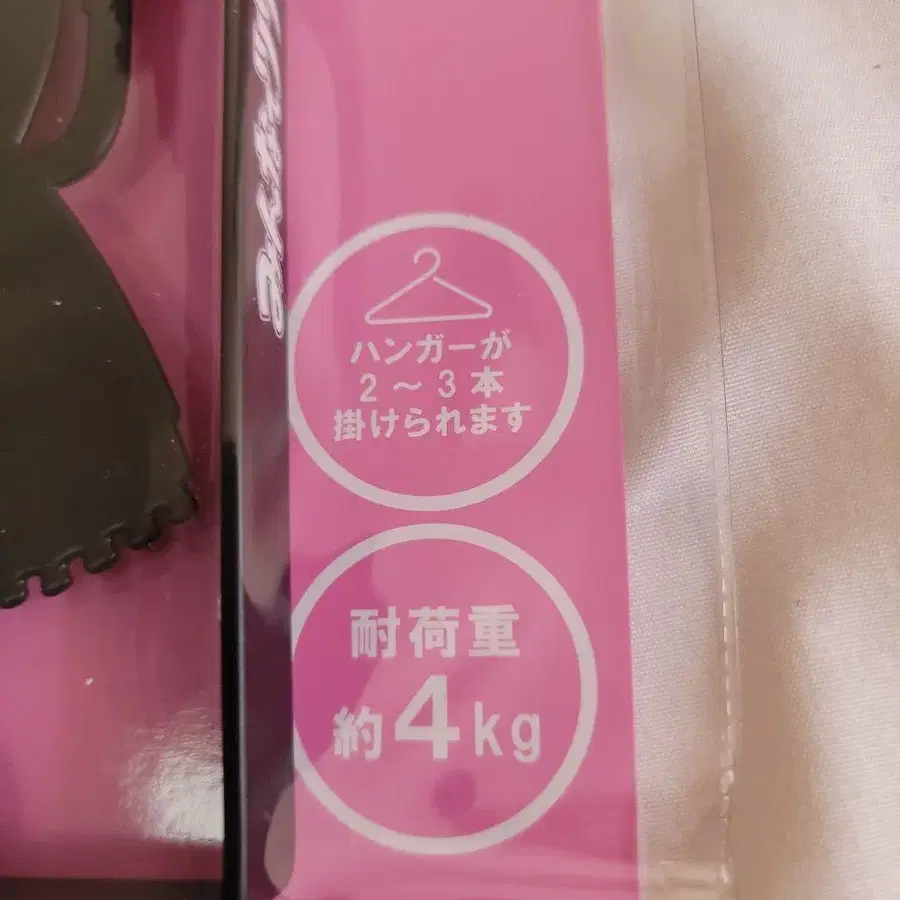 ハンガーが
2～3本
掛けられます
耐荷重
約4kg